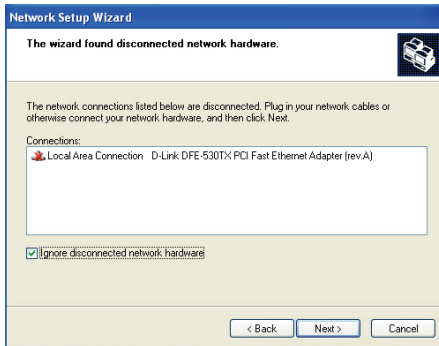 Network Setup Wizard
The wizard found disconnected network hardware.
The network connections listed below are disconnected. Plug in your network cables or
otherwise connect your network hardware, and then click Next.
Connections:
Local Area Connection D-Link DFE-530TX PCI Fast Ethernet Adapter (rev.A)
Ignore disconnected network hardware
< Back Next > Cancel